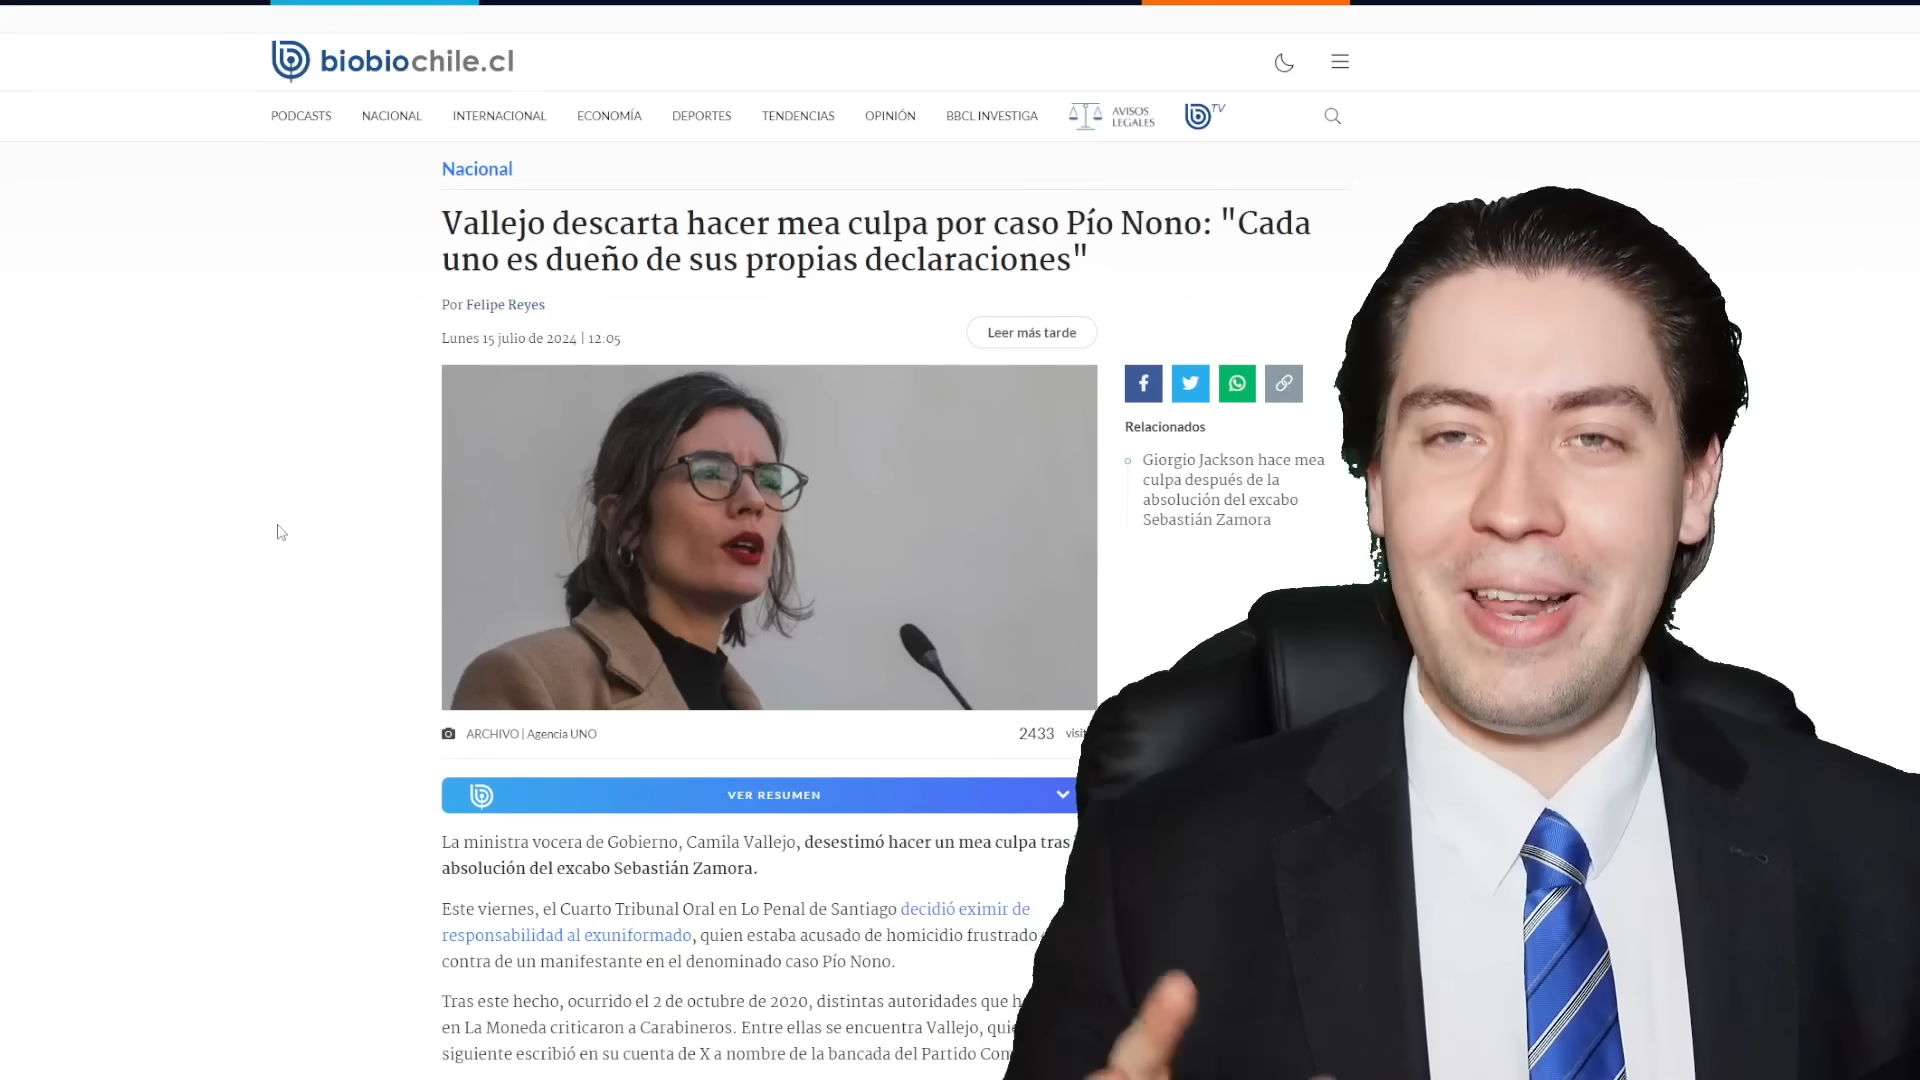 biobiochile.cl
PODCASTS NACIONAL INTERNACIONAL ECONOMÍA DEPORTES TENDENCIAS OPINIÓN BBCL INVESTIGA AVISOS LEGALES TV
Nacional
Vallejo descarta hacer mea culpa por caso Pío Nono: "Cada
uno es dueño de sus propias declaraciones"
Por Felipe Reyes
Lunes 15 julio de 2024 | 12:05
Leer más tarde
Relacionados
Giorgio Jackson hace mea
culpa después de la
absolución del excabo
Sebastián Zamora
ARCHIVO | Agencia UNO
2433
VER RESUMEN
La ministra vocera de Gobierno, Camila Vallejo, desestimó hacer un mea culpa tras
absolución del excabo Sebastián Zamora.
Este viernes, el Cuarto Tribunal Oral en Lo Penal de Santiago decidió eximir de
responsabilidad al exuniformado, quien estaba acusado de homicidio frustrado
contra de un manifestante en el denominado caso Pío Nono.
Tras este hecho, ocurrido el 2 de octubre de 2020, distintas autoridades que
en La Moneda criticaron a Carabineros. Entre ellas se encuentra Vallejo,
siguiente escribió en su cuenta de X a nombre de la bancada del Partido